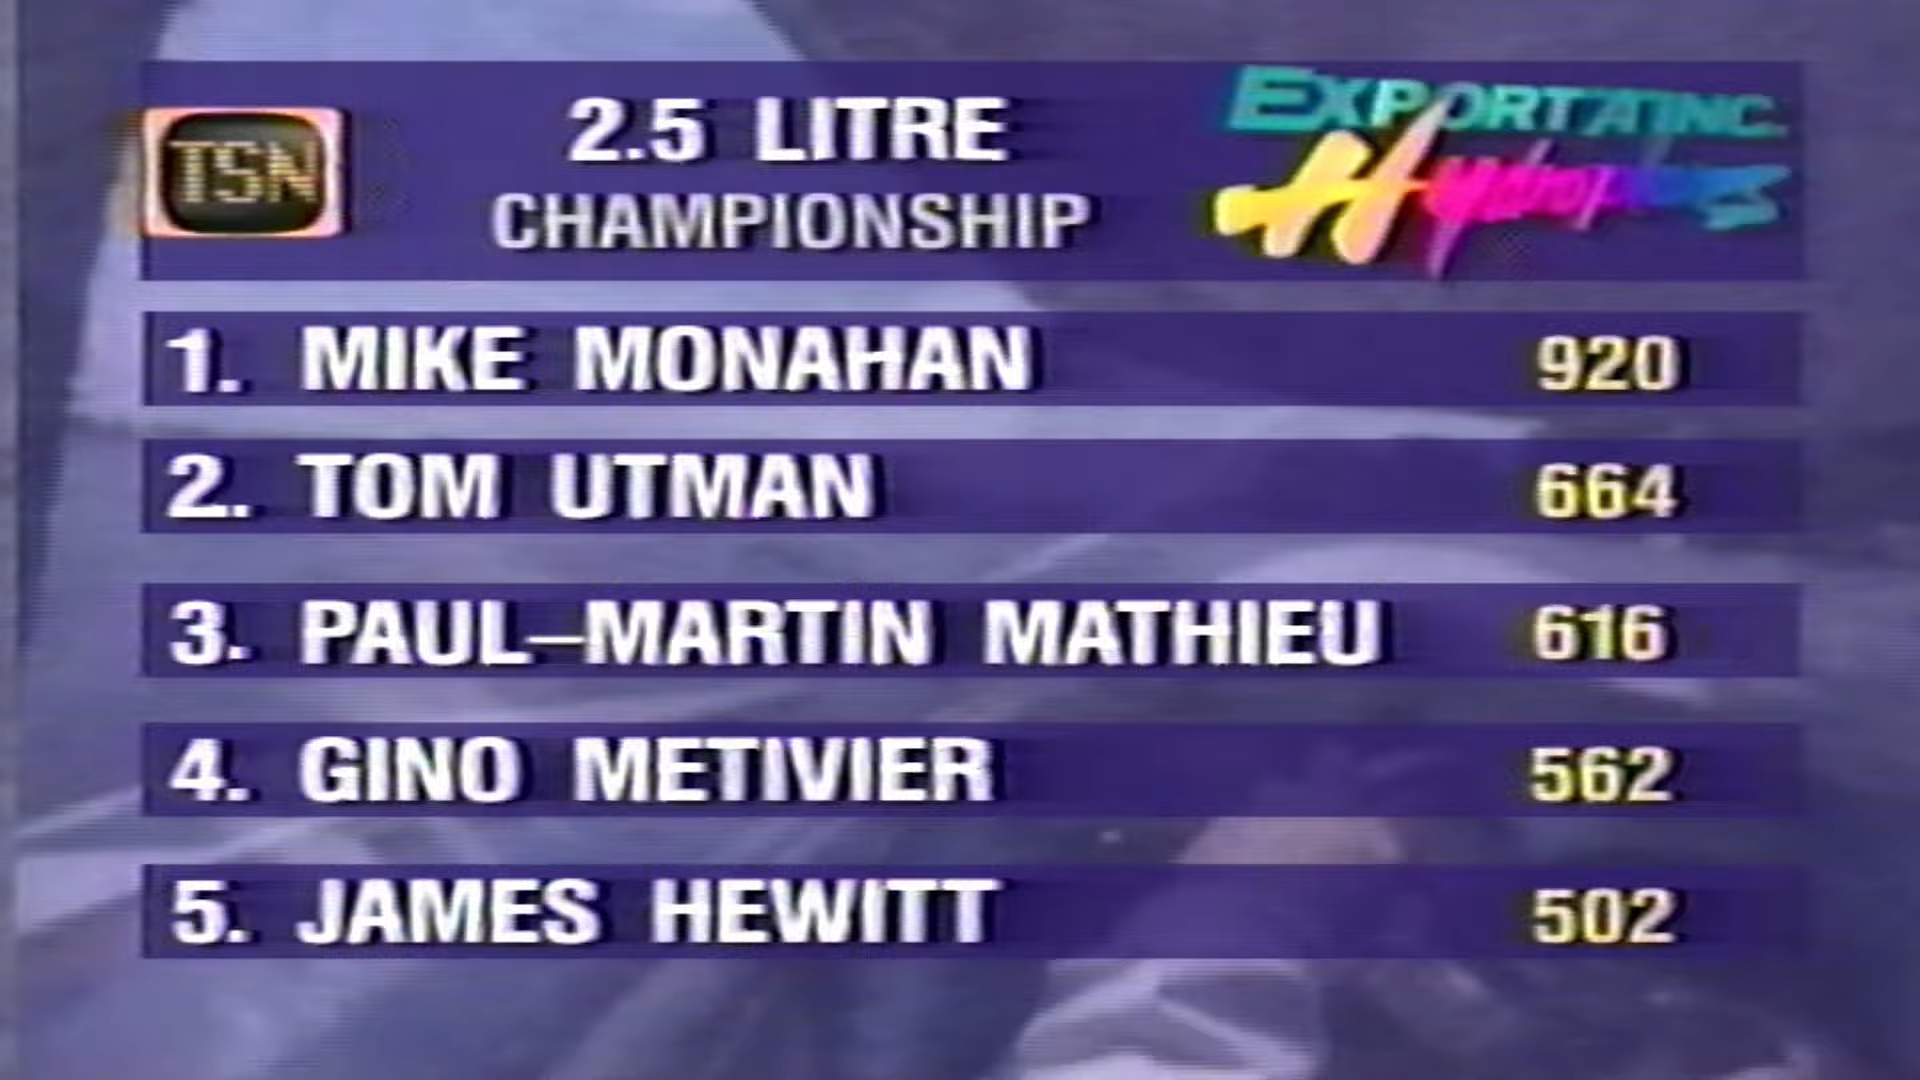 TSN
2.5 LITRE
CHAMPIONSHIP
EXPORT 'A' INC.
Hydroplanes
1. MIKE MONAHAN 920
2. TOM UTMAN 664
3. PAUL–MARTIN MATHIEU 616
4. GINO METIVIER 562
5. JAMES HEWITT 502